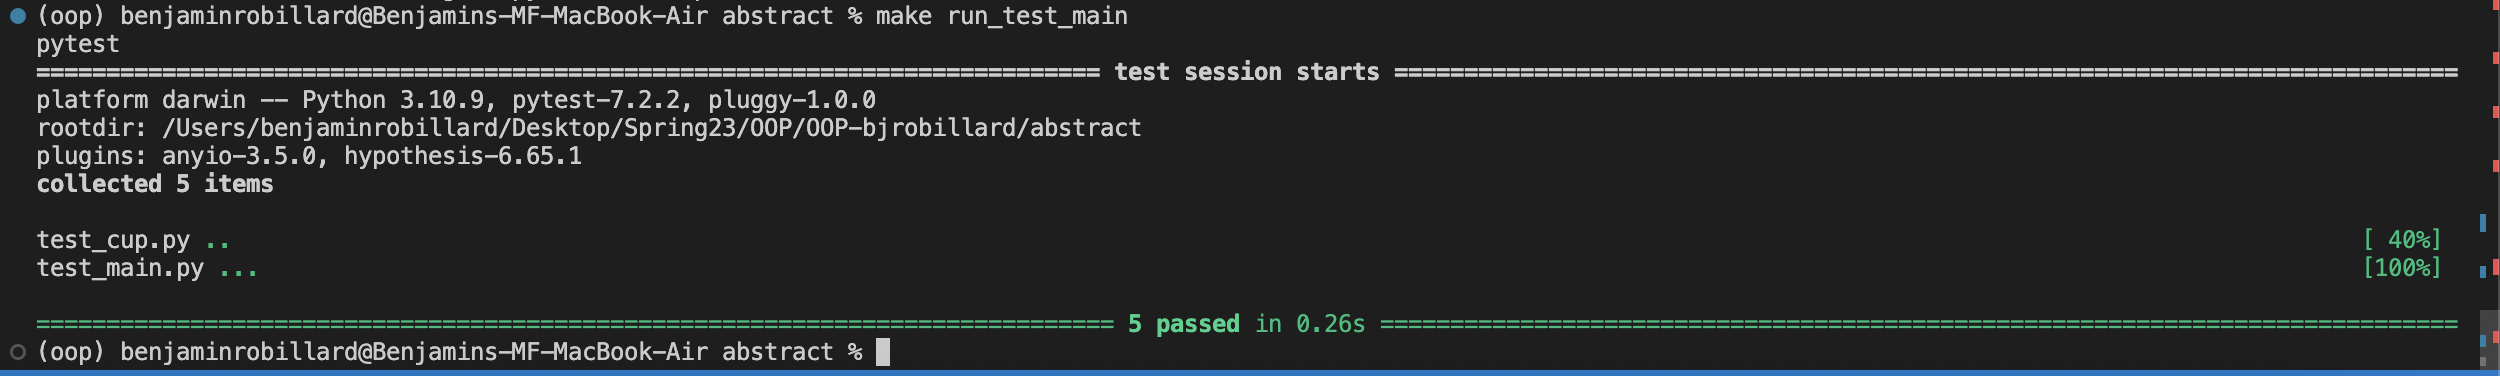 (oop) benjaminrobillard@Benjamins-MF-MacBook-Air abstract % make run_test_main
pytest
============================================================================ test session starts ============================================================================
platform darwin -- Python 3.10.9, pytest-7.2.2, pluggy-1.0.0
rootdir: /Users/benjaminrobillard/Desktop/Spring23/OOP/OOP-bjrobillard/abstract
plugins: anyio-3.5.0, hypothesis-6.65.1
collected 5 items
test_cup.py .. [ 40%]
test_main.py ... [100%]
============================================================================= 5 passed in 0.26s =============================================================================
(oop) benjaminrobillard@Benjamins-MF-MacBook-Air abstract %